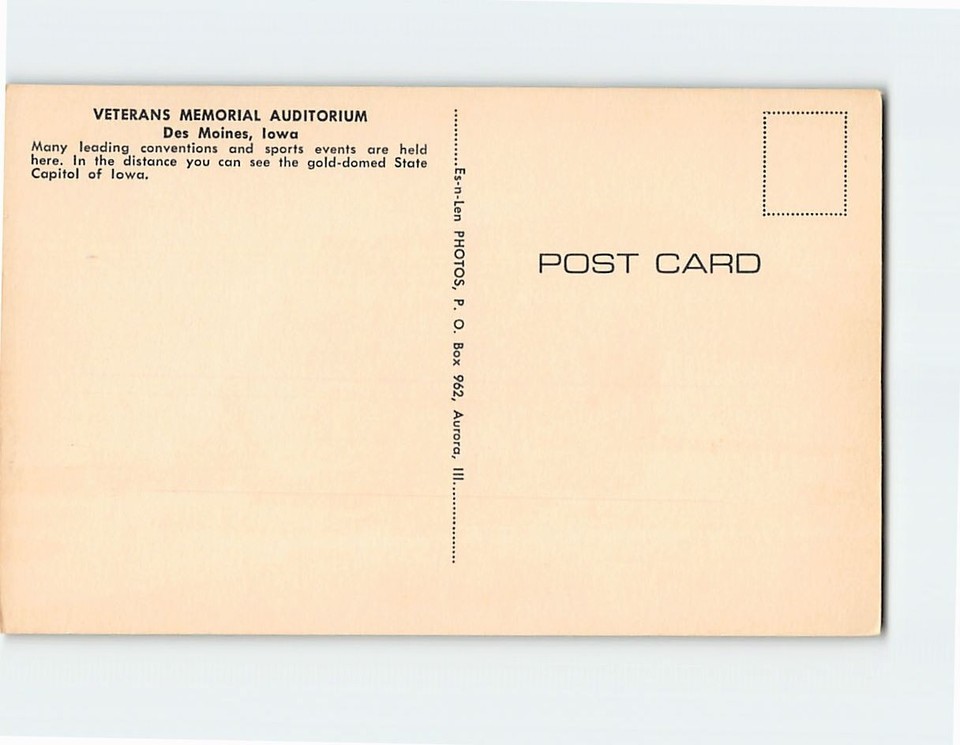 VETERANS MEMORIAL AUDITORIUM
Des Moines, Iowa
Many leading conventions and sports events are held
here. In the distance you can see the gold-domed State
Capitol of Iowa.
Es-n-Len PHOTOS, P. O. Box 962, Aurora, Ill.
POST CARD